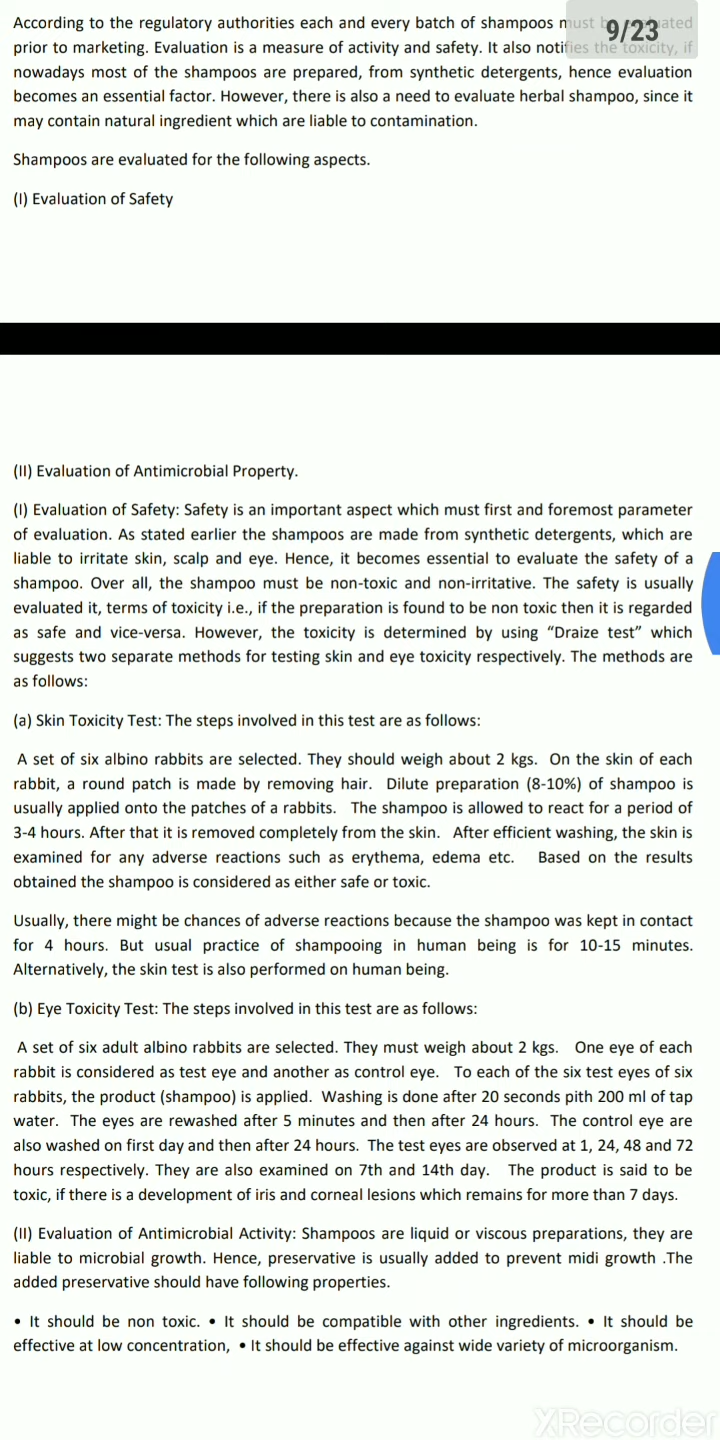 According to the regulatory authorities each and every batch of shampoos must be evaluated
9/23
prior to marketing. Evaluation is a measure of activity and safety. It also notifies the toxicity, if
nowadays most of the shampoos are prepared, from synthetic detergents, hence evaluation
becomes an essential factor. However, there is also a need to evaluate herbal shampoo, since it
may contain natural ingredient which are liable to contamination.
Shampoos are evaluated for the following aspects.
(I) Evaluation of Safety
(II) Evaluation of Antimicrobial Property.
(I) Evaluation of Safety: Safety is an important aspect which must first and foremost parameter
of evaluation. As stated earlier the shampoos are made from synthetic detergents, which are
liable to irritate skin, scalp and eye. Hence, it becomes essential to evaluate the safety of a
shampoo. Over all, the shampoo must be non-toxic and non-irritative. The safety is usually
evaluated it, terms of toxicity i.e., if the preparation is found to be non toxic then it is regarded
as safe and vice-versa. However, the toxicity is determined by using “Draize test” which
suggests two separate methods for testing skin and eye toxicity respectively. The methods are
as follows:
(a) Skin Toxicity Test: The steps involved in this test are as follows:
A set of six albino rabbits are selected. They should weigh about 2 kgs. On the skin of each
rabbit, a round patch is made by removing hair. Dilute preparation (8-10%) of shampoo is
usually applied onto the patches of a rabbits. The shampoo is allowed to react for a period of
3-4 hours. After that it is removed completely from the skin. After efficient washing, the skin is
examined for any adverse reactions such as erythema, edema etc. Based on the results
obtained the shampoo is considered as either safe or toxic.
Usually, there might be chances of adverse reactions because the shampoo was kept in contact
for 4 hours. But usual practice of shampooing in human being is for 10-15 minutes.
Alternatively, the skin test is also performed on human being.
(b) Eye Toxicity Test: The steps involved in this test are as follows:
A set of six adult albino rabbits are selected. They must weigh about 2 kgs. One eye of each
rabbit is considered as test eye and another as control eye. To each of the six test eyes of six
rabbits, the product (shampoo) is applied. Washing is done after 20 seconds pith 200 ml of tap
water. The eyes are rewashed after 5 minutes and then after 24 hours. The control eye are
also washed on first day and then after 24 hours. The test eyes are observed at 1, 24, 48 and 72
hours respectively. They are also examined on 7th and 14th day. The product is said to be
toxic, if there is a development of iris and corneal lesions which remains for more than 7 days.
(II) Evaluation of Antimicrobial Activity: Shampoos are liquid or viscous preparations, they are
liable to microbial growth. Hence, preservative is usually added to prevent midi growth .The
added preservative should have following properties.
• It should be non toxic. • It should be compatible with other ingredients. • It should be
effective at low concentration, • It should be effective against wide variety of microorganism.
XRecorder